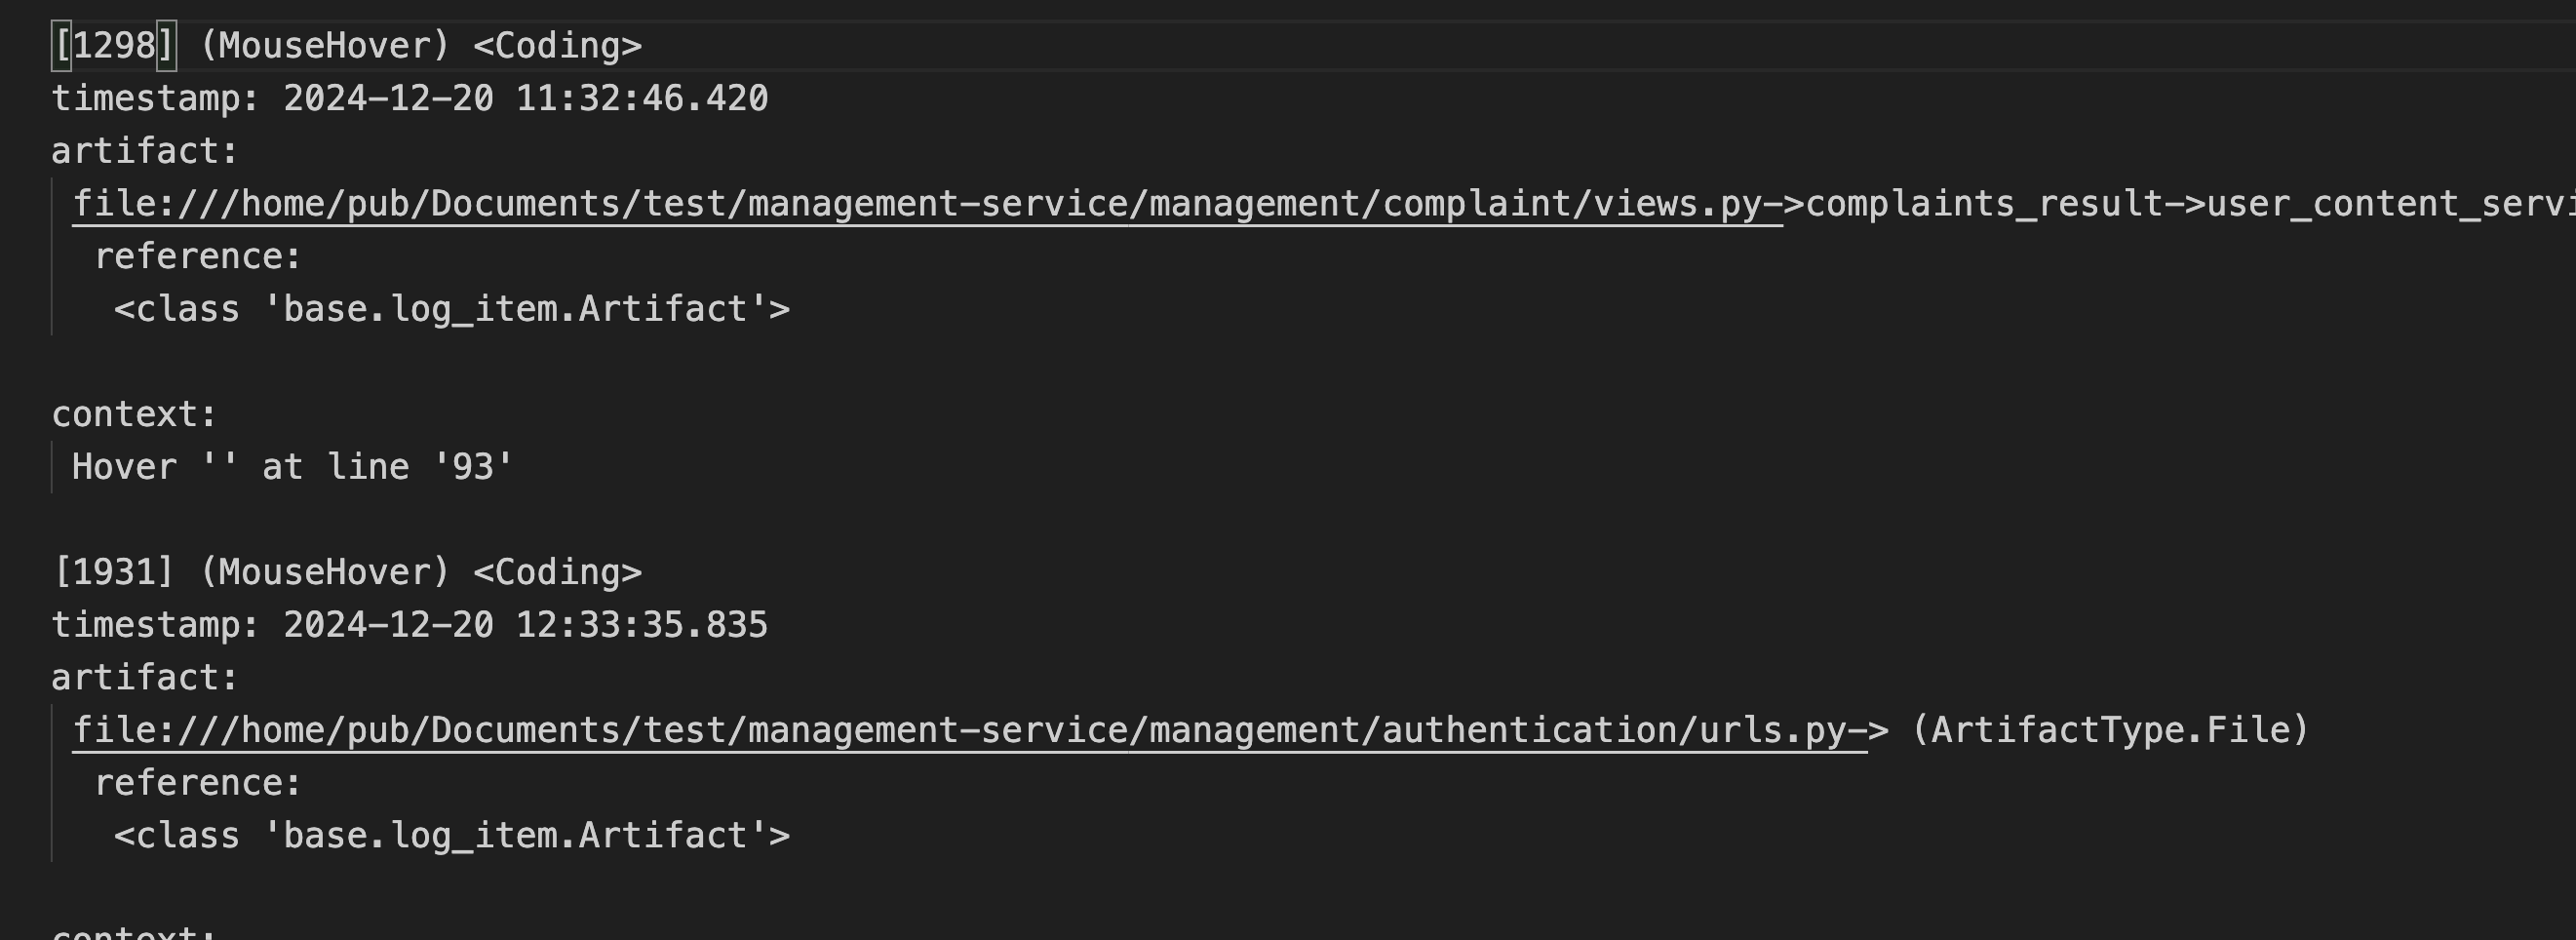 [1298] (MouseHover) <Coding>
timestamp: 2024-12-20 11:32:46.420
artifact:
file:///home/pub/Documents/test/management-service/management/complaint/views.py->complaints_result->user_content_servi
reference:
<class 'base.log_item.Artifact'>
context:
Hover '' at line '93'
[1931] (MouseHover) <Coding>
timestamp: 2024-12-20 12:33:35.835
artifact:
file:///home/pub/Documents/test/management-service/management/authentication/urls.py-> (ArtifactType.File)
reference:
<class 'base.log_item.Artifact'>
context: